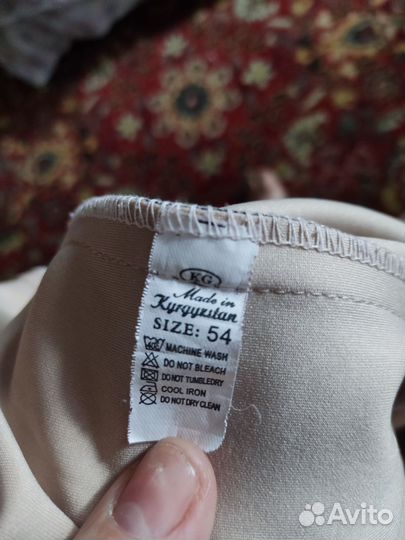 KG
Made in
Kyrgyzstan
SIZE: 54
MACHINE WASH
DO NOT BLEACH
DO NOT TUMBLEDRY
COOL IRON
DO NOT DRY CLEAN
Avito